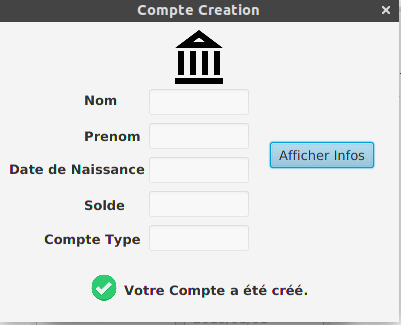 Compte Creation
Nom
Prenom
Afficher Infos
Date de Naissance
Solde
Compte Type
Votre Compte a été créé.